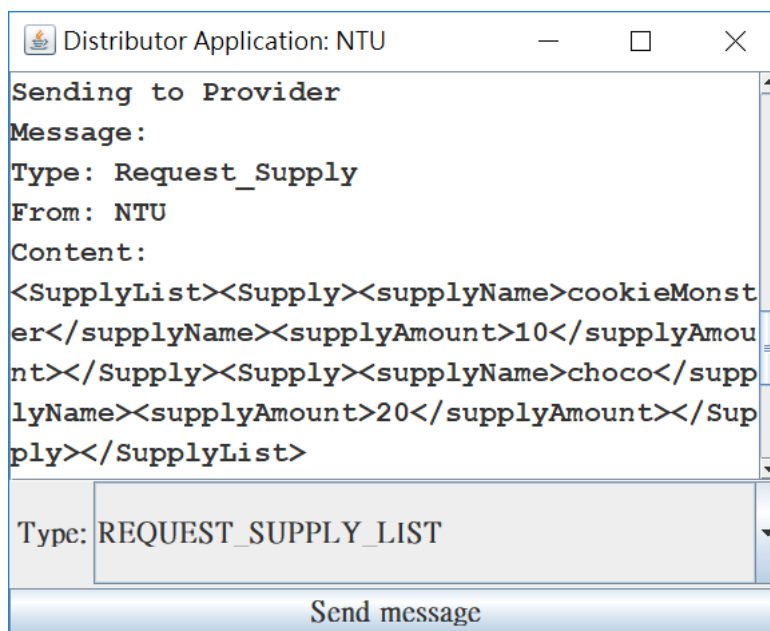 Distributor Application: NTU
Sending to Provider
Message:
Type: Request_Supply
From: NTU
Content:
<SupplyList><Supply><supplyName>cookieMonst
er</supplyName><supplyAmount>10</supplyAmou
nt></Supply><Supply><supplyName>choco</supp
lyName><supplyAmount>20</supplyAmount></Sup
ply></SupplyList>
Type: REQUEST_SUPPLY_LIST
Send message